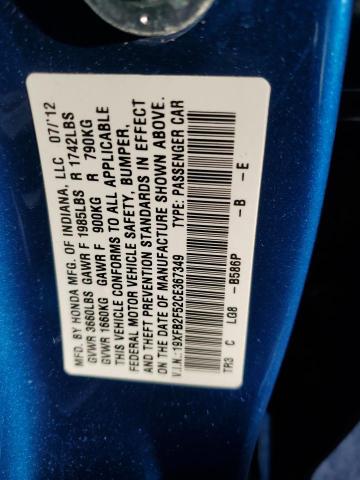 MFD. BY HONDA MFG. OF INDIANA, LLC 07/'12
GVWR 3660LBS GAWR F 1985LBS R 1742LBS
GVWR 1660KG GAWR F 900KG R 790KG
THIS VEHICLE CONFORMS TO ALL APPLICABLE
FEDERAL MOTOR VEHICLE SAFETY, BUMPER,
AND THEFT PREVENTION STANDARDS IN EFFECT
ON THE DATE OF MANUFACTURE SHOWN ABOVE.
V.I.N.: 19XFB2F52CE367349 TYPE: PASSENGER CAR
TR3 C LG8 -B586P -B -E